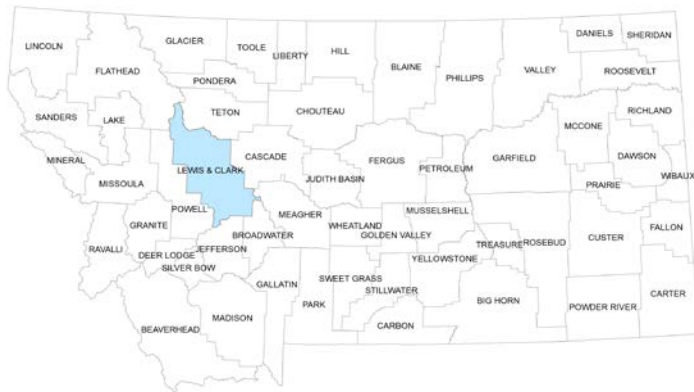 DANIELS
SHERIDAN
LINCOLN
GLACIER
TOOLE
LIBERTY
HILL
BLAINE
VALLEY
FLATHEAD
PHILLIPS
ROOSEVELT
PONDERA
TETON
CHOUTEAU
RICHLAND
SANDERS
LAKE
MCCONE
MINERAL
CASCADE
FERGUS
GARFIELD
DAWSON
LEWIS & CLARK
PETROLEUM
JUDITH BASIN
WIBAUX
MISSOULA
PRAIRIE
POWELL
MEAGHER
MUSSELSHELL
GRANITE
WHEATLAND
CUSTER
FALLON
BROADWATER
GOLDEN VALLEY
RAVALLI
JEFFERSON
TREASURE
ROSEBUD
DEER LODGE
YELLOWSTONE
SILVER BOW
SWEET GRASS
GALLATIN
STILLWATER
CARTER
BIG HORN
PARK
POWDER RIVER
MADISON
CARBON
BEAVERHEAD